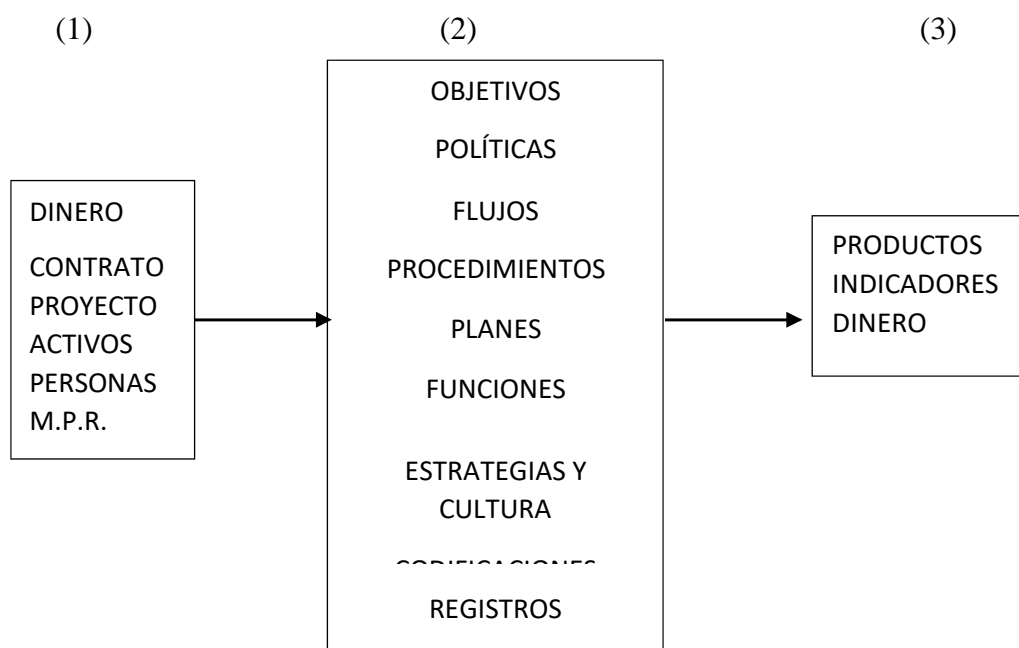 (1)
(2)
(3)
DINERO
CONTRATO
PROYECTO
ACTIVOS
PERSONAS
M.P.R.
OBJETIVOS
POLÍTICAS
FLUJOS
PROCEDIMIENTOS
PLANES
FUNCIONES
ESTRATEGIAS Y
CULTURA
CODIFICACIONES
REGISTROS
PRODUCTOS
INDICADORES
DINERO